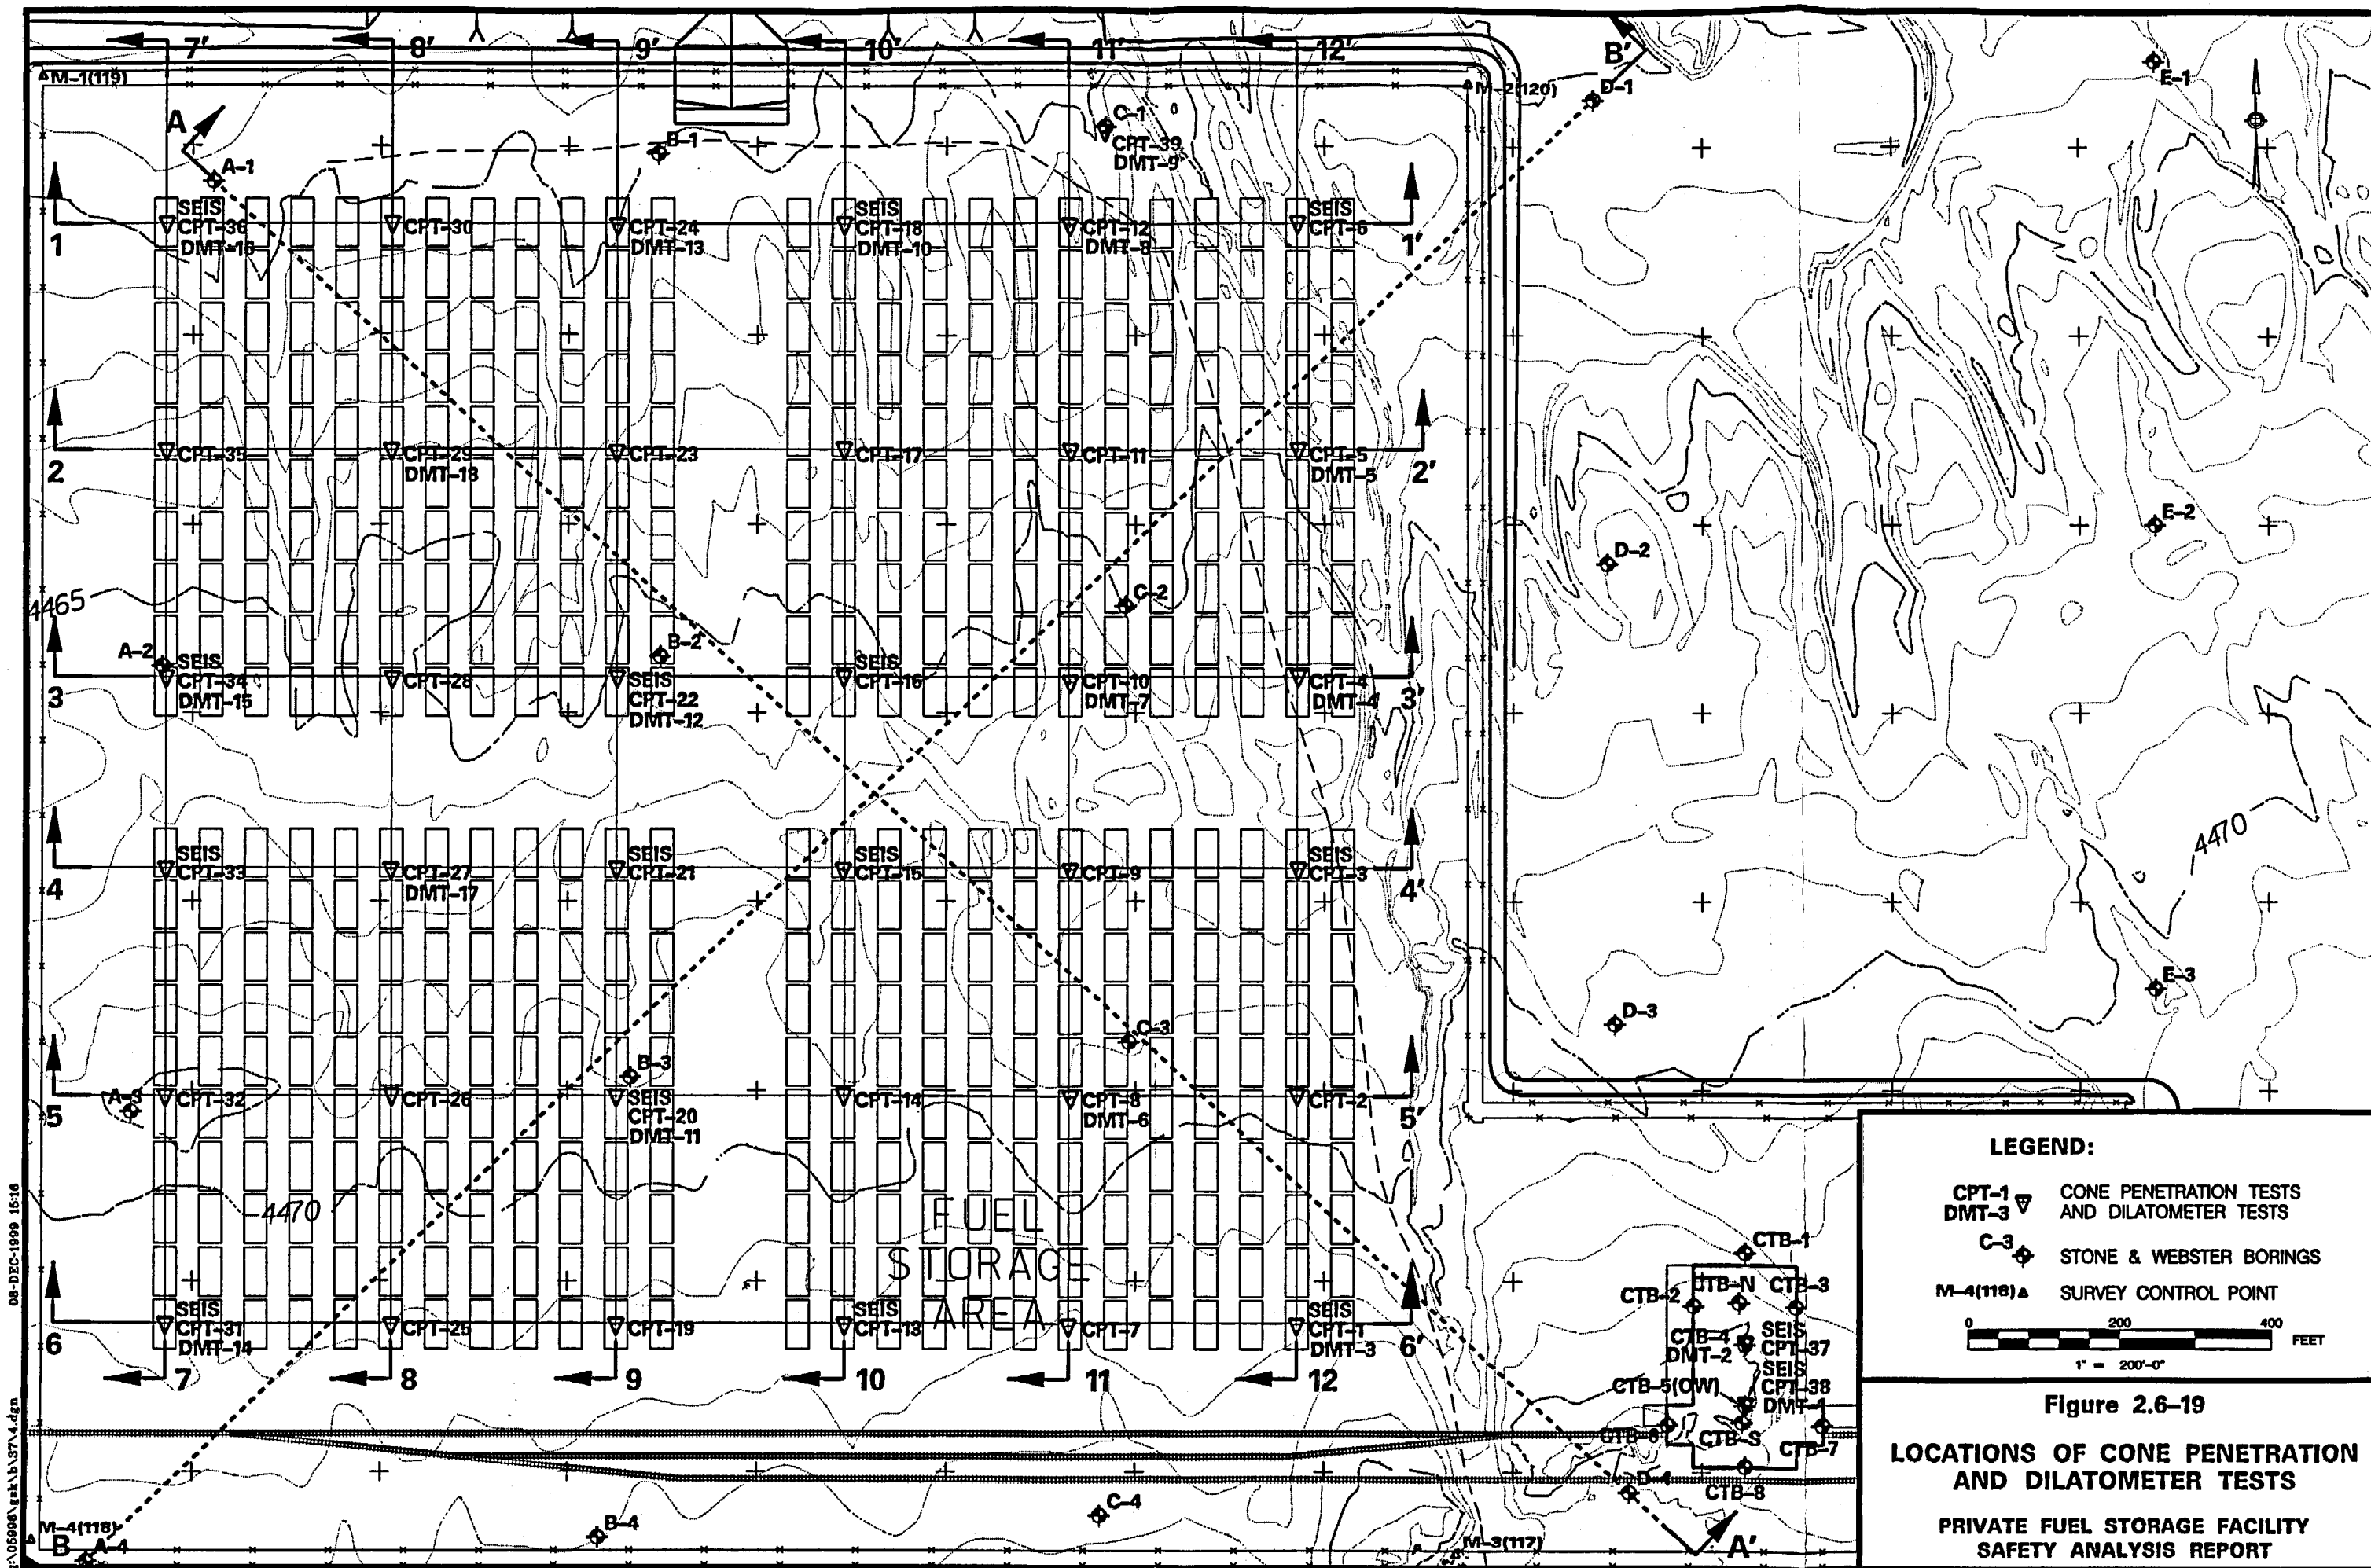 7'
8'
9'
10'
11'
12'
B'
M-1(119)
M-2(120)
D-1
E-1
A
A-1
B-1
C-1
CPT-39
DMT-9
SEIS
CPT-36
DMT-16
CPT-30
CPT-24
DMT-13
SEIS
CPT-18
DMT-10
CPT-12
DMT-8
SEIS
CPT-6
1
1'
CPT-35
CPT-29
DMT-18
CPT-23
CPT-17
CPT-11
CPT-5
DMT-5
2
2'
E-2
D-2
4465
C-2
A-2
B-2
SEIS
CPT-34
DMT-15
CPT-28
SEIS
CPT-22
DMT-12
SEIS
CPT-16
CPT-10
DMT-7
CPT-4
DMT-4
3
3'
4470
SEIS
CPT-33
CPT-27
DMT-17
SEIS
CPT-21
SEIS
CPT-15
CPT-9
SEIS
CPT-3
4
4'
E-3
D-3
C-3
B-3
A-3
CPT-32
CPT-26
SEIS
CPT-20
DMT-11
CPT-14
CPT-8
DMT-6
CPT-2
5
5'
4470
FUEL
STORAGE
AREA
SEIS
CPT-31
DMT-14
CPT-25
CPT-19
SEIS
CPT-13
CPT-7
SEIS
CPT-1
DMT-3
6
6'
7
8
9
10
11
12
CTB-1
CTB-2
CTB-N
CTB-3
CTB-4
DMT-2
SEIS
CPT-37
SEIS
CPT-38
DMT-1
CTB-5(OW)
CTB-6
CTB-S
CTB-7
CTB-8
D-4
C-4
B-4
M-4(118)
B
A-4
M-3(117)
A'
LEGEND:
CPT-1
DMT-3
CONE PENETRATION TESTS
AND DILATOMETER TESTS
C-3
STONE & WEBSTER BORINGS
M-4(118)
SURVEY CONTROL POINT
0 200 400
FEET
1" = 200'-0"
Figure 2.6-19
LOCATIONS OF CONE PENETRATION
AND DILATOMETER TESTS
PRIVATE FUEL STORAGE FACILITY
SAFETY ANALYSIS REPORT
08-DEC-1999 15:16